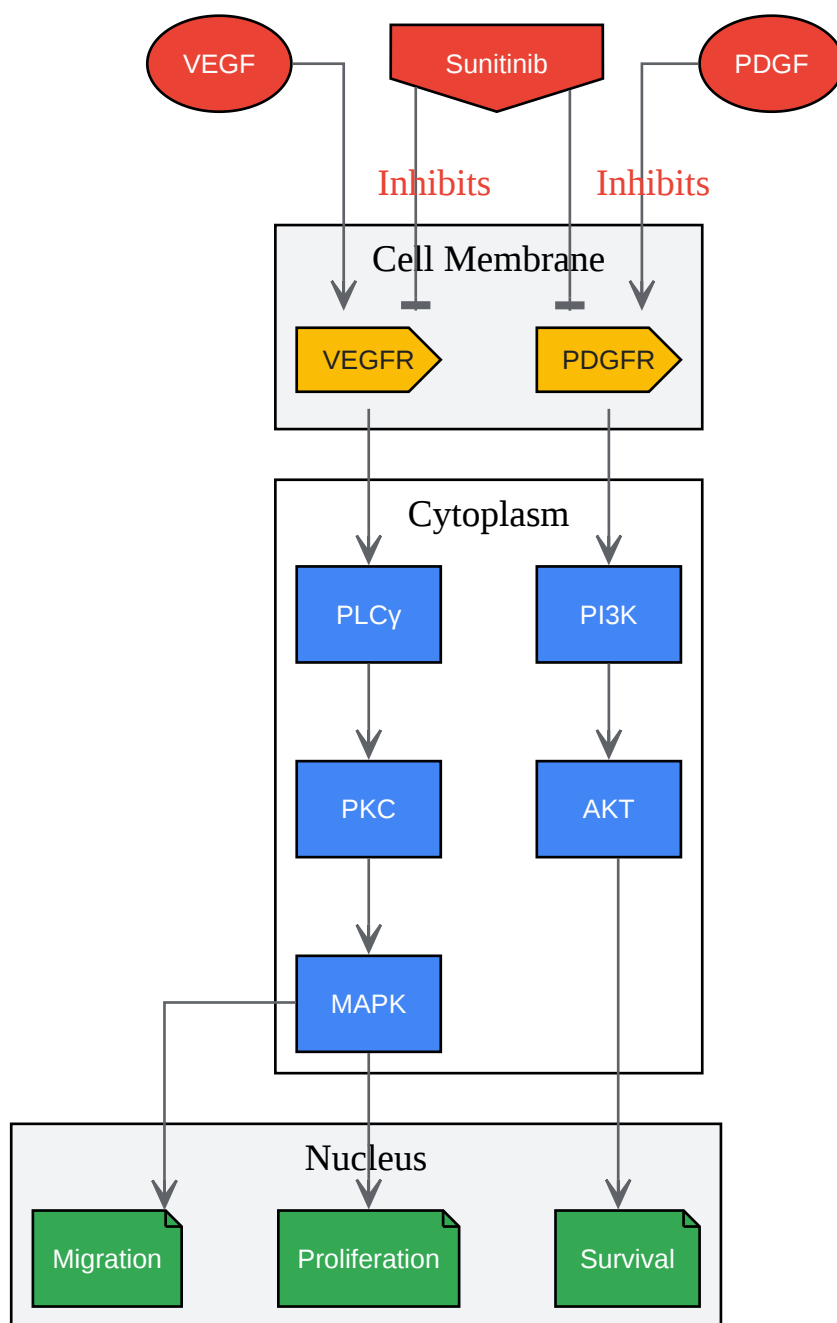 VEGF
Sunitinib
PDGF
Inhibits
Inhibits
Cell Membrane
VEGFR
PDGFR
Cytoplasm
PLCγ
PI3K
PKC
AKT
MAPK
Nucleus
Migration
Proliferation
Survival